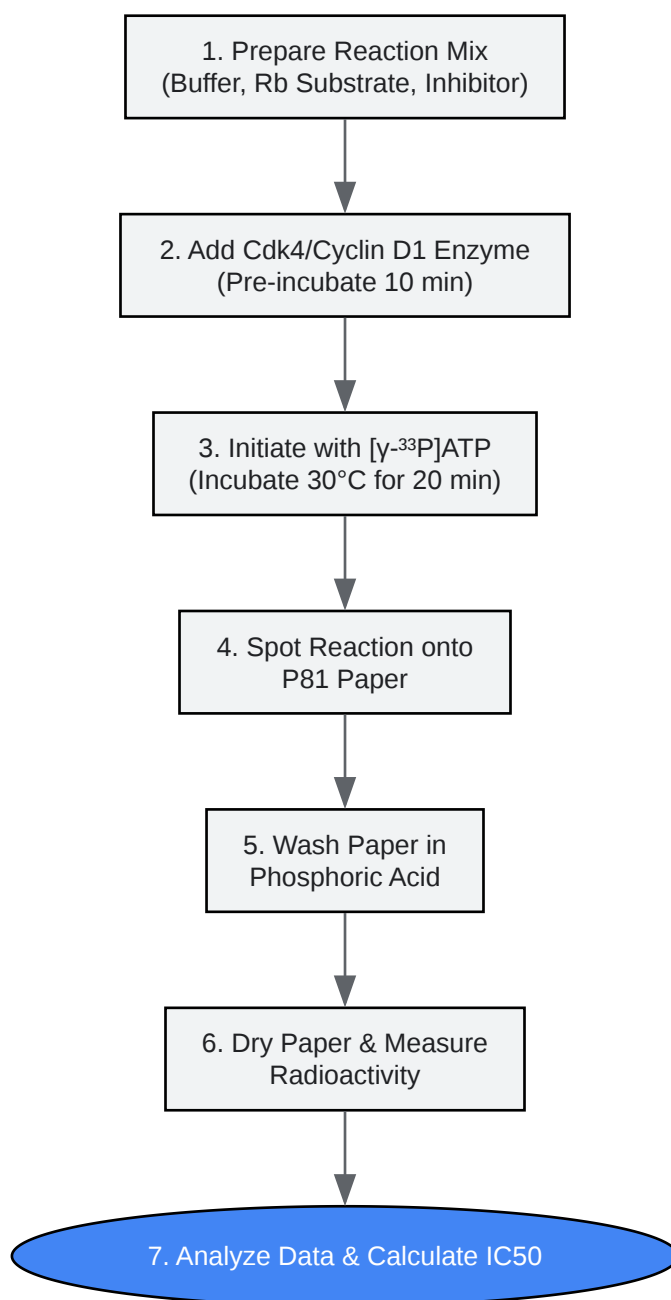 1. Prepare Reaction Mix
(Buffer, Rb Substrate, Inhibitor)
2. Add Cdk4/Cyclin D1 Enzyme
(Pre-incubate 10 min)
3. Initiate with [γ-³³P]ATP
(Incubate 30°C for 20 min)
4. Spot Reaction onto
P81 Paper
5. Wash Paper in
Phosphoric Acid
6. Dry Paper & Measure
Radioactivity
7. Analyze Data & Calculate IC50